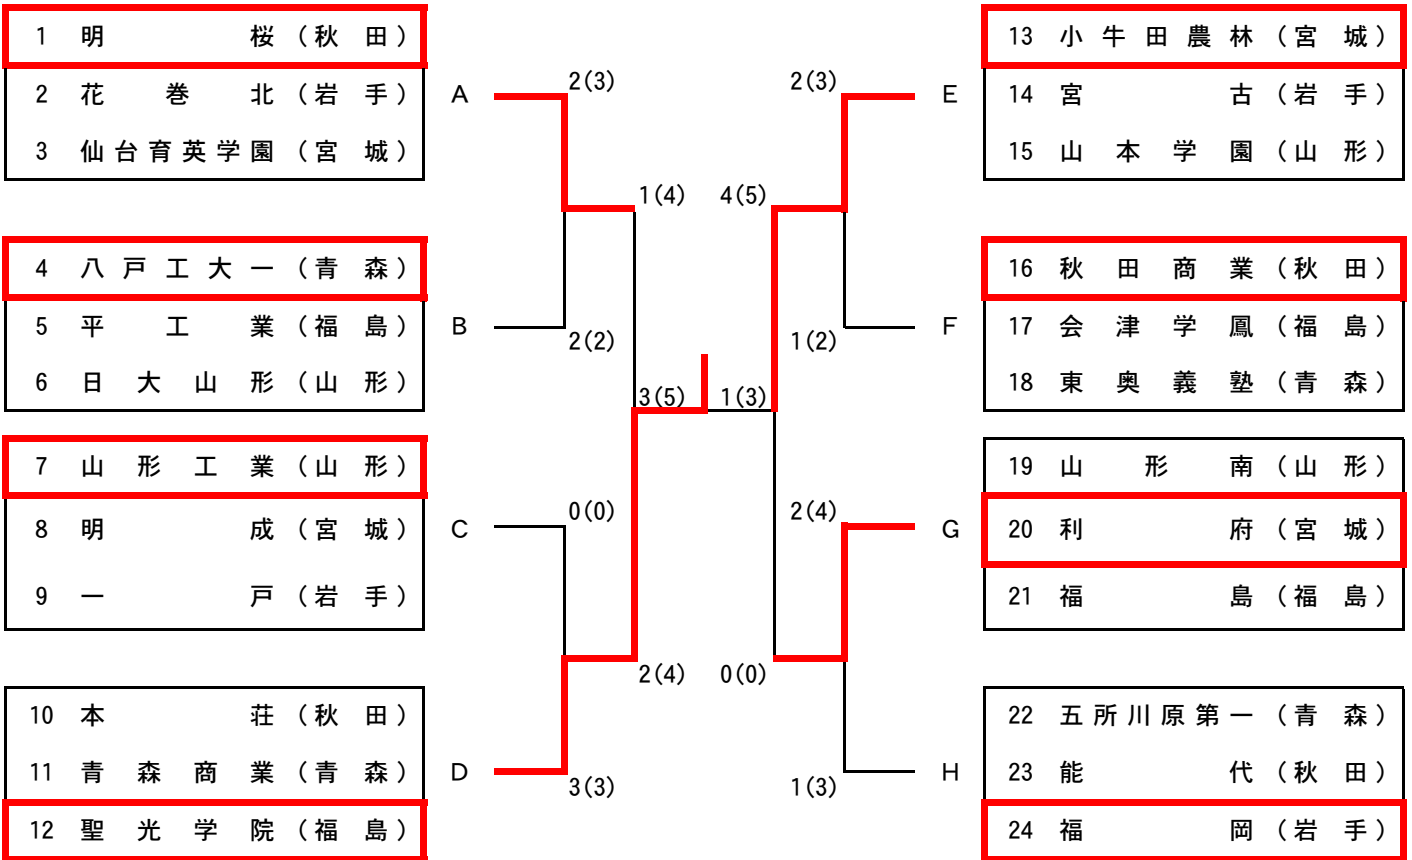 1 明桜（秋田）
2 花巻北（岩手）
3 仙台育英学園（宮城）
A
4 八戸工大一（青森）
5 平工業（福島）
6 日大山形（山形）
B
7 山形工業（山形）
8 明成（宮城）
9 一戸（岩手）
C
10 本荘（秋田）
11 青森商業（青森）
12 聖光学院（福島）
D
2(3)
1(4)
2(2)
3(5)
0(0)
2(4)
3(3)
2(3)
4(5)
1(2)
1(3)
2(4)
0(0)
1(3)
E
13 小牛田農林（宮城）
14 宮古（岩手）
15 山本学園（山形）
F
16 秋田商業（秋田）
17 会津学鳳（福島）
18 東奥義塾（青森）
G
19 山形南（山形）
20 利府（宮城）
21 福島（福島）
H
22 五所川原第一（青森）
23 能代（秋田）
24 福岡（岩手）